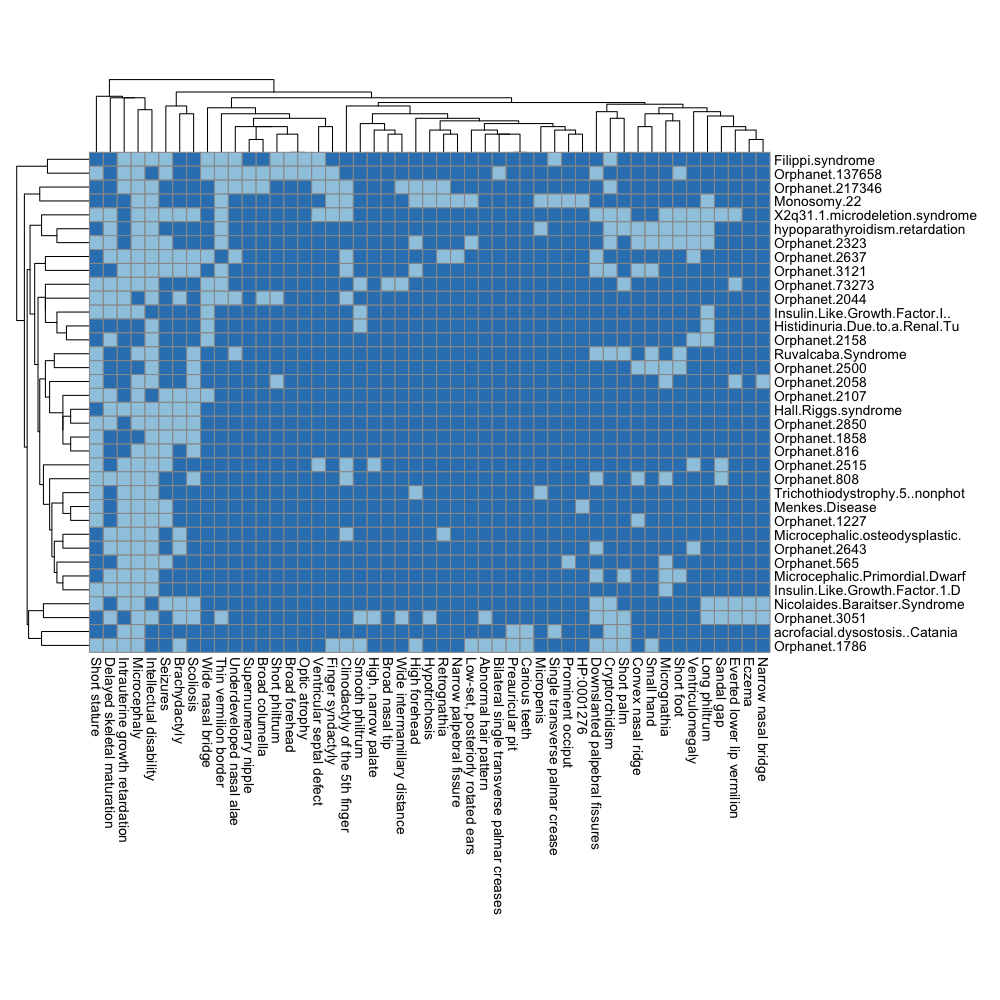 Filippi.syndrome
Orphanet.137658
Orphanet.217346
Monosomy.22
X2q31.1.microdeletion.syndrome
hypoparathyroidism.retardation
Orphanet.2323
Orphanet.2637
Orphanet.3121
Orphanet.73273
Orphanet.2044
Insulin.Like.Growth.Factor.I..
Histidinuria.Due.to.a.Renal.Tu
Orphanet.2158
Ruvalcaba.Syndrome
Orphanet.2500
Orphanet.2058
Orphanet.2107
Hall.Riggs.syndrome
Orphanet.2850
Orphanet.1858
Orphanet.816
Orphanet.2515
Orphanet.808
Trichothiodystrophy.5..nonphot
Menkes.Disease
Orphanet.1227
Microcephalic.osteodysplastic.
Orphanet.2643
Orphanet.565
Microcephalic.Primordial.Dwarf
Insulin.Like.Growth.Factor.1.D
Nicolaides.Baraitser.Syndrome
Orphanet.3051
acrofacial.dysostosis..Catania
Orphanet.1786
Short stature
Delayed skeletal maturation
Intrauterine growth retardation
Microcephaly
Intellectual disability
Seizures
Brachydactyly
Scoliosis
Wide nasal bridge
Thin vermilion border
Underdeveloped nasal alae
Supernumerary nipple
Broad columella
Short philtrum
Broad forehead
Optic atrophy
Ventricular septal defect
Finger syndactyly
Clinodactyly of the 5th finger
Smooth philtrum
High, narrow palate
Broad nasal tip
Wide intermamillary distance
High forehead
Hypotrichosis
Retrognathia
Narrow palpebral fissure
Low-set, posteriorly rotated ears
Abnormal hair pattern
Bilateral single transverse palmar creases
Preauricular pit
Carious teeth
Micropenis
Single transverse palmar crease
Prominent occiput
HP:0001276
Downslanted palpebral fissures
Cryptorchidism
Short palm
Convex nasal ridge
Small hand
Micrognathia
Short foot
Ventriculomegaly
Long philtrum
Sandal gap
Everted lower lip vermilion
Eczema
Narrow nasal bridge